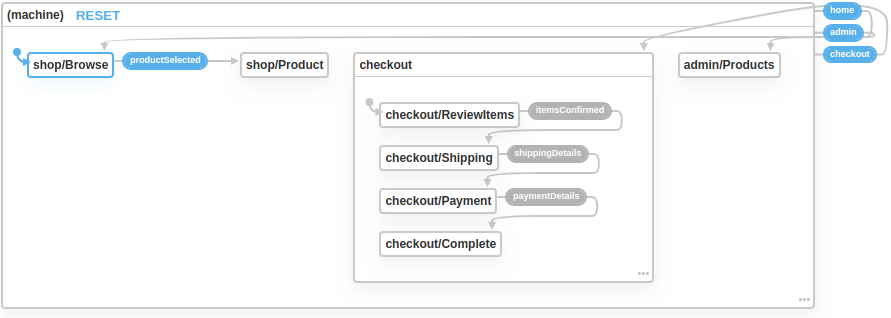 (machine) RESET
home
admin
checkout
shop/Browse
productSelected
shop/Product
checkout
admin/Products
checkout/ReviewItems
itemsConfirmed
checkout/Shipping
shippingDetails
checkout/Payment
paymentDetails
checkout/Complete